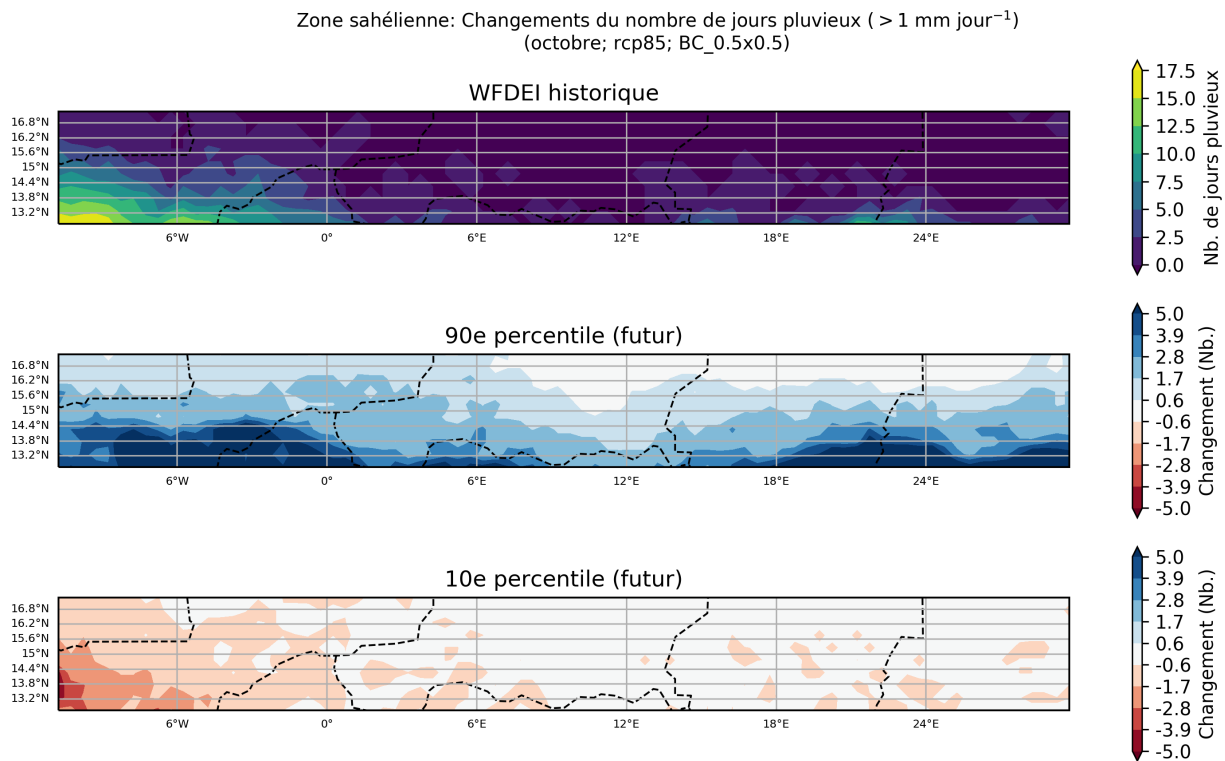 Zone sahélienne: Changements du nombre de jours pluvieux ( > 1 mm jour⁻¹)
(octobre; rcp85; BC_0.5x0.5)
WFDEI historique
16.8°N
16.2°N
15.6°N
15°N
14.4°N
13.8°N
13.2°N
6°W 0° 6°E 12°E 18°E 24°E
17.5
15.0
12.5
10.0
7.5
5.0
2.5
0.0
Nb. de jours pluvieux
90e percentile (futur)
16.8°N
16.2°N
15.6°N
15°N
14.4°N
13.8°N
13.2°N
6°W 0° 6°E 12°E 18°E 24°E
5.0
3.9
2.8
1.7
0.6
-0.6
-1.7
-2.8
-3.9
-5.0
Changement (Nb.)
10e percentile (futur)
16.8°N
16.2°N
15.6°N
15°N
14.4°N
13.8°N
13.2°N
6°W 0° 6°E 12°E 18°E 24°E
5.0
3.9
2.8
1.7
0.6
-0.6
-1.7
-2.8
-3.9
-5.0
Changement (Nb.)